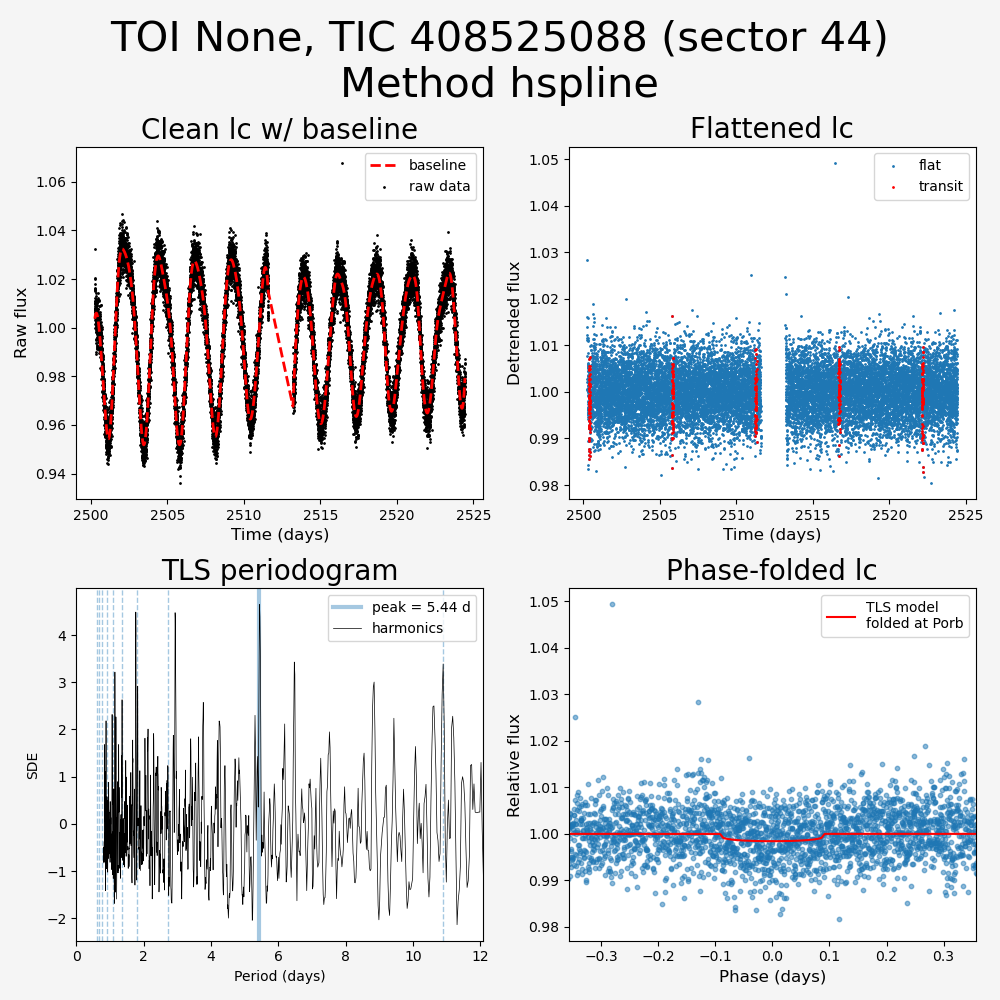 TOI None, TIC 408525088 (sector 44)
Method hspline
Clean lc w/ baseline
Raw flux
1.06
1.04
1.02
1.00
0.98
0.96
0.94
baseline
raw data
2500
2505
2510
2515
2520
2525
Time (days)
Flattened lc
Detrended flux
1.05
1.04
1.03
1.02
1.01
1.00
0.99
0.98
flat
transit
2500
2505
2510
2515
2520
2525
Time (days)
TLS periodogram
SDE
4
3
2
1
0
−1
−2
peak = 5.44 d
harmonics
0
2
4
6
8
10
12
Period (days)
Phase-folded lc
Relative flux
1.05
1.04
1.03
1.02
1.01
1.00
0.99
0.98
TLS model
folded at Porb
−0.3
−0.2
−0.1
0.0
0.1
0.2
0.3
Phase (days)